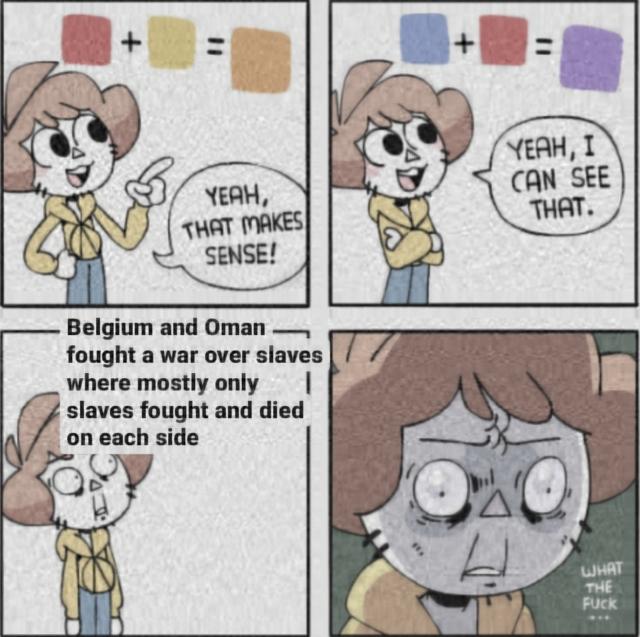 + =
YEAH,
THAT MAKES
SENSE!
+ =
YEAH, I
CAN SEE
THAT.
Belgium and Oman
fought a war over slaves
where mostly only
slaves fought and died
on each side
WHAT
THE
FUCK
...